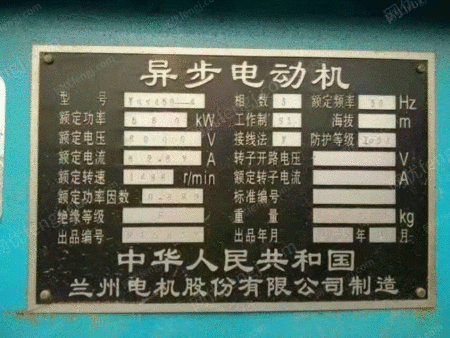 异步电动机
型号 相数 3 额定频率 50 Hz
额定功率 kW 工作制 S1 海拔 m
额定电压 V 接线法 Y 防护等级
额定电流 A 转子开路电压 V
额定转速 r/min 额定转子电流 A
额定功率因数 标准编号
绝缘等级 F 重量 kg
出品编号 出品年月 月
中华人民共和国
兰州电机股份有限公司制造